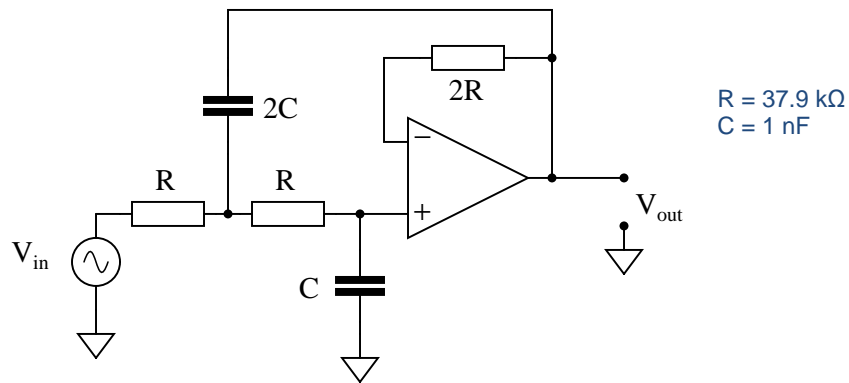 2R
2C
R = 37.9 kΩ
C = 1 nF
R
R
V_out
V_in
C